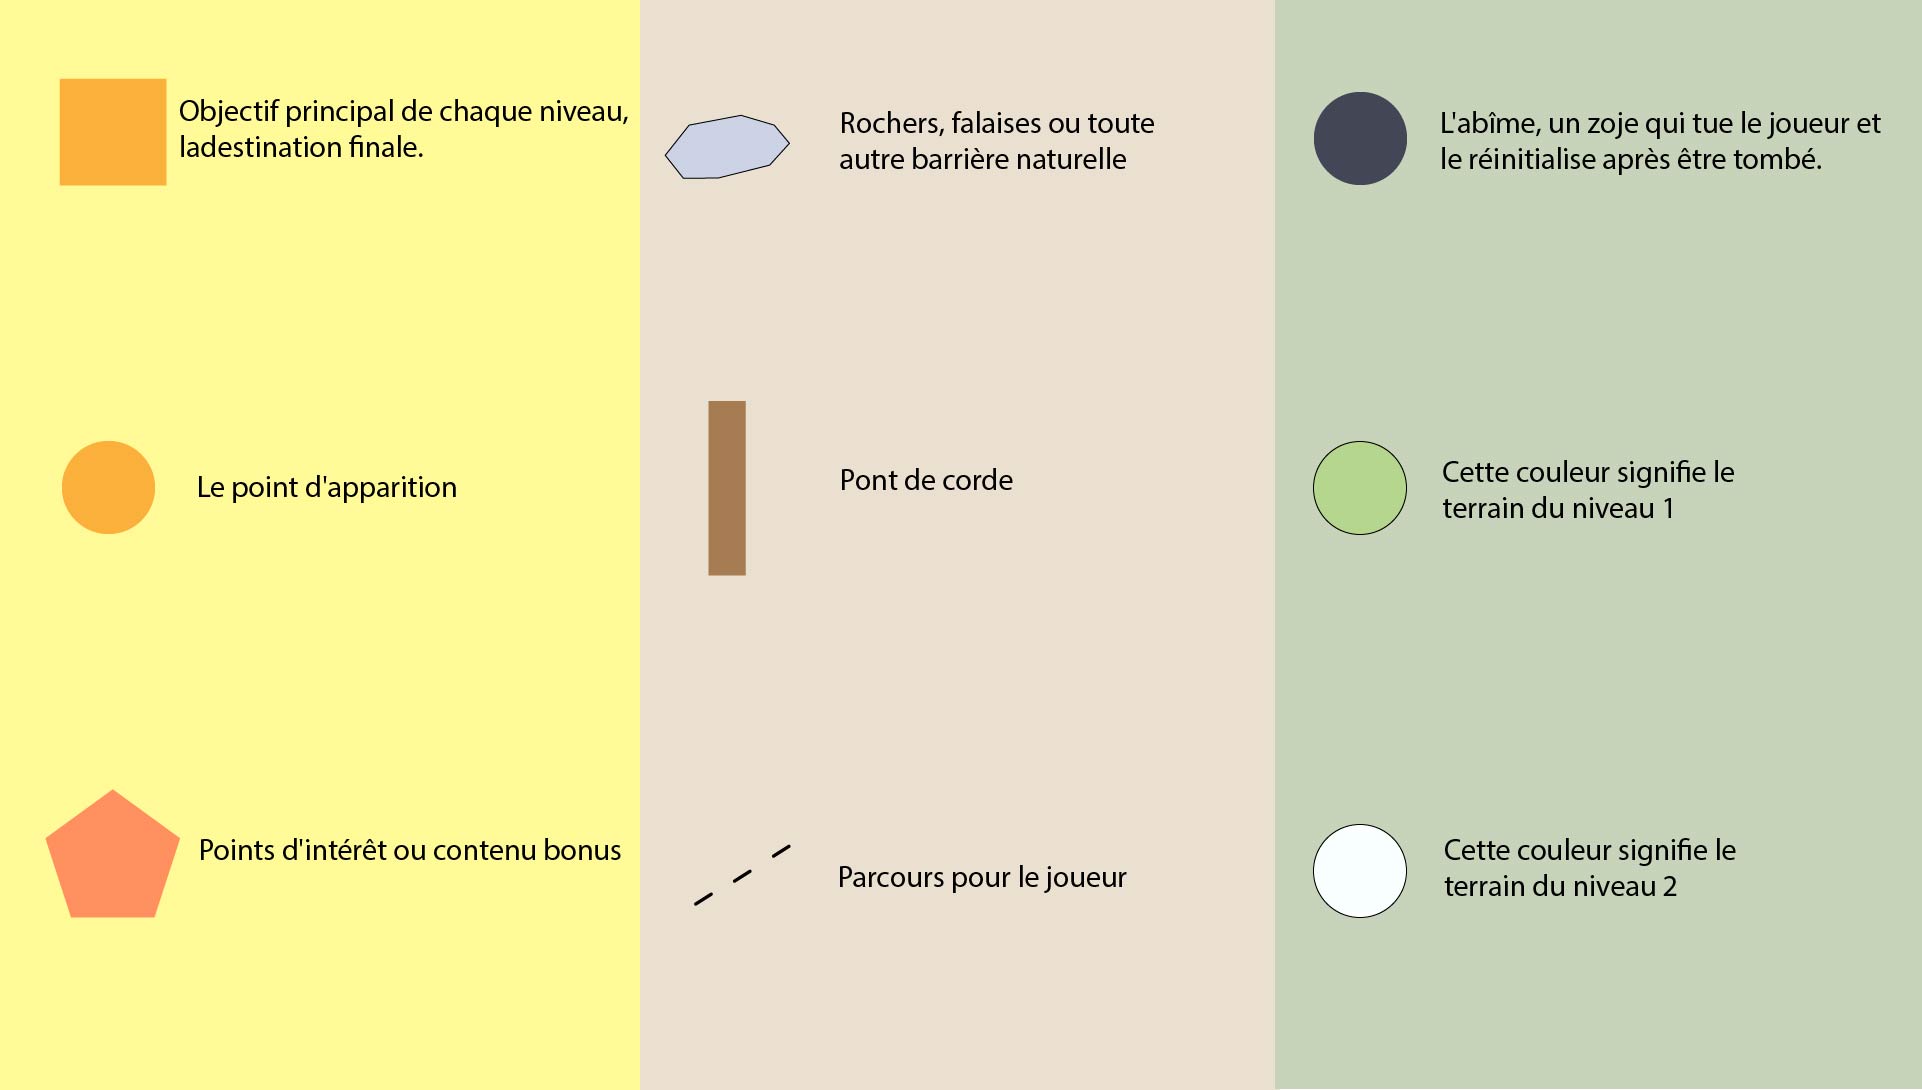 Objectif principal de chaque niveau,
ladestination finale.
Le point d'apparition
Points d'intérêt ou contenu bonus
Rochers, falaises ou toute
autre barrière naturelle
Pont de corde
Parcours pour le joueur
L'abîme, un zoje qui tue le joueur et
le réinitialise après être tombé.
Cette couleur signifie le
terrain du niveau 1
Cette couleur signifie le
terrain du niveau 2